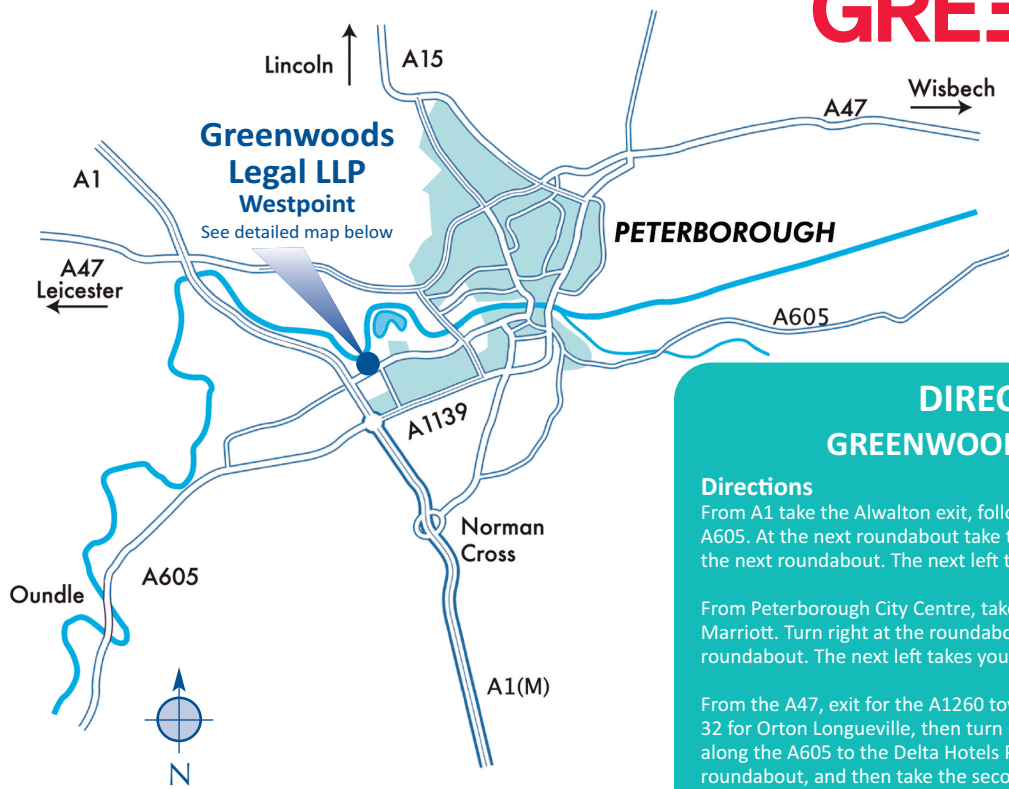 GRE
Lincoln
A15
Wisbech
A47
Greenwoods
Legal LLP
Westpoint
See detailed map below
A1
PETERBOROUGH
A47
Leicester
A605
A1139
DIREC
GREENWOO
Directions
From A1 take the Alwalton exit, follo
A605. At the next roundabout take t
the next roundabout. The next left t
From Peterborough City Centre, take
Marriott. Turn right at the roundabo
roundabout. The next left takes you
From the A47, exit for the A1260 to
32 for Orton Longueville, then turn
along the A605 to the Delta Hotels
roundabout, and then take the seco
Norman
Cross
A605
Oundle
A1(M)
N